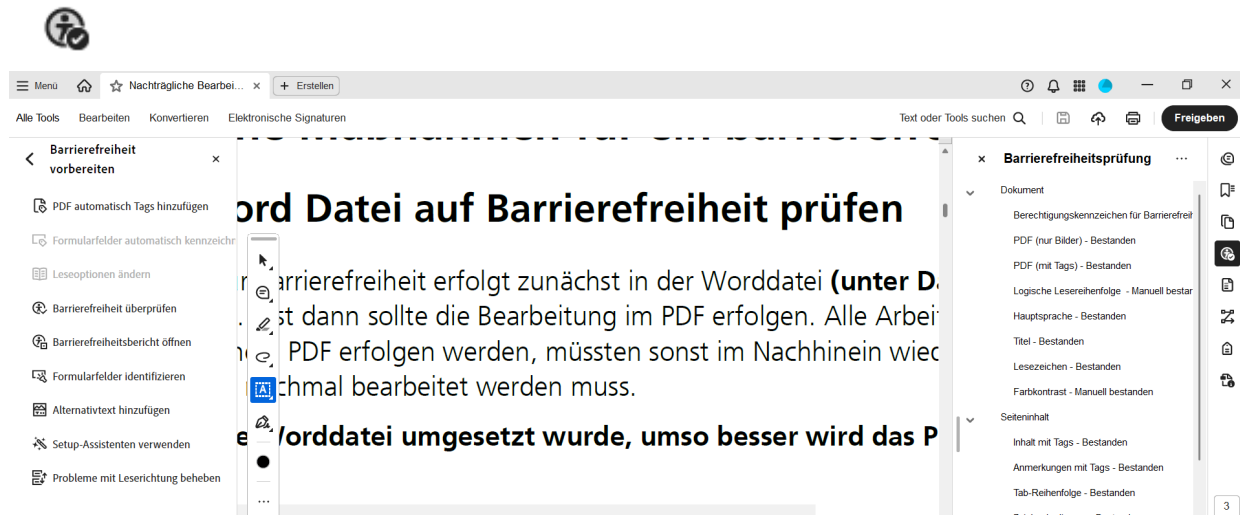 Menü
Nachträgliche Bearbei...
+ Erstellen
Alle Tools Bearbeiten Konvertieren Elektronische Signaturen
Text oder Tools suchen
Freigeben
Barrierefreiheit
vorbereiten
PDF automatisch Tags hinzufügen
Formularfelder automatisch kennzeichn
Leseoptionen ändern
Barrierefreiheit überprüfen
Barrierefreiheitsbericht öffnen
Formularfelder identifizieren
Alternativtext hinzufügen
Setup-Assistenten verwenden
Probleme mit Leserichtung beheben
ord Datei auf Barrierefreiheit prüfen
arrierefreiheit erfolgt zunächst in der Worddatei (unter Da
st dann sollte die Bearbeitung im PDF erfolgen. Alle Arbei
PDF erfolgen werden, müssten sonst im Nachhinein wied
chmal bearbeitet werden muss.
Worddatei umgesetzt wurde, umso besser wird das P
Barrierefreiheitsprüfung
Dokument
Berechtigungskennzeichen für Barrierefreih
PDF (nur Bilder) - Bestanden
PDF (mit Tags) - Bestanden
Logische Lesereihenfolge - Manuell bestan
Hauptsprache - Bestanden
Titel - Bestanden
Lesezeichen - Bestanden
Farbkontrast - Manuell bestanden
Seiteninhalt
Inhalt mit Tags - Bestanden
Anmerkungen mit Tags - Bestanden
Tab-Reihenfolge - Bestanden
3